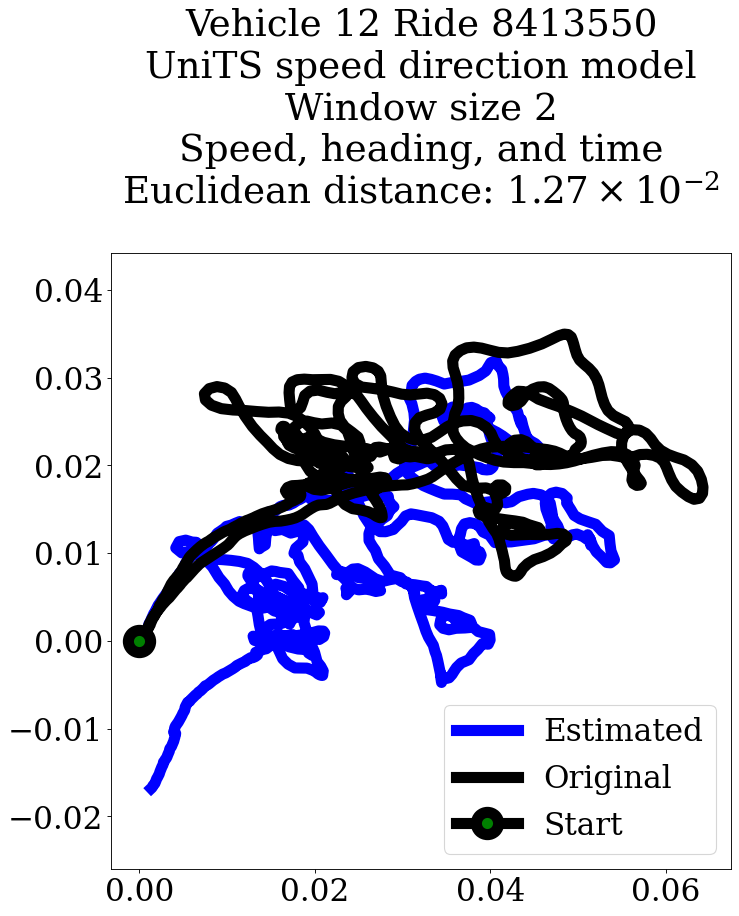 Vehicle 12 Ride 8413550
UniTS speed direction model
Window size 2
Speed, heading, and time
Euclidean distance: 1.27 × 10⁻²
0.04
0.03
0.02
0.01
0.00
−0.01
−0.02
Estimated
Original
Start
0.00 0.02 0.04 0.06